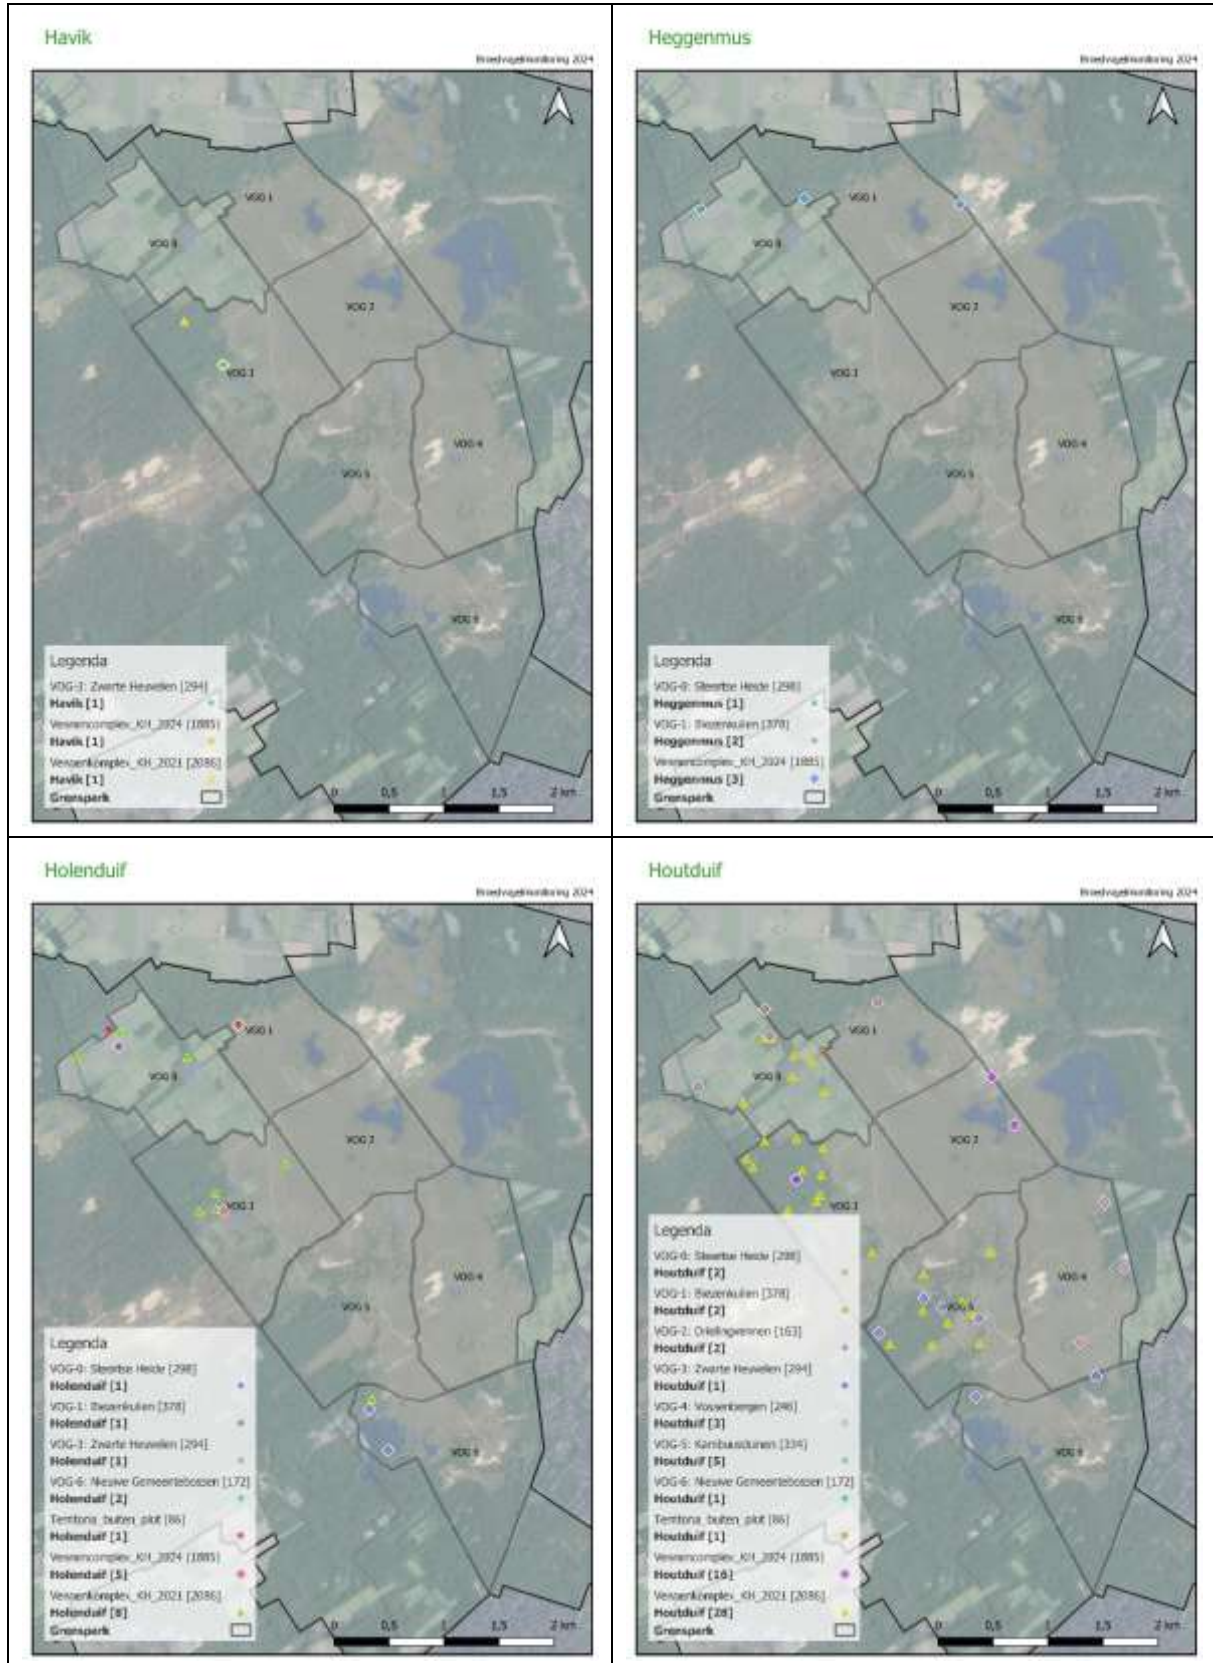 Havik
Broedvogelmonitoring 2024
VOG 1
VOG 0
VOG 2
VOG 3
VOG 4
VOG 5
VOG 6
Legenda
VOG-3: Zwarte Heuvelen [294]
Havik [1]
Vennencomplex_KH_2024 [1885]
Havik [1]
Vennenkomplex_KH_2021 [2086]
Havik [1]
Grenspark
0 0,5 1 1,5 2 km
Heggenmus
Broedvogelmonitoring 2024
VOG 1
VOG 0
VOG 2
VOG 3
VOG 4
VOG 5
VOG 6
Legenda
VOG-0: Steertse Heide [298]
Heggenmus [1]
VOG-1: Biezenkuilen [378]
Heggenmus [2]
Vennencomplex_KH_2024 [1885]
Heggenmus [3]
Grenspark
0 0,5 1 1,5 2 km
Holenduif
Broedvogelmonitoring 2024
VOG 1
VOG 0
VOG 2
VOG 3
VOG 4
VOG 5
VOG 6
Legenda
VOG-0: Steertse Heide [298]
Holenduif [1]
VOG-1: Biezenkuilen [378]
Holenduif [1]
VOG-3: Zwarte Heuvelen [294]
Holenduif [1]
VOG-6: Nieuwe Gemeentebossen [172]
Holenduif [2]
Territoria_buiten_plot [86]
Holenduif [1]
Vennencomplex_KH_2024 [1885]
Holenduif [5]
Vennenkomplex_KH_2021 [2086]
Holenduif [8]
Grenspark
0 0,5 1 1,5 2 km
Houtduif
Broedvogelmonitoring 2024
VOG 1
VOG 0
VOG 2
VOG 3
VOG 4
VOG 5
VOG 6
Legenda
VOG-0: Steertse Heide [298]
Houtduif [2]
VOG-1: Biezenkuilen [378]
Houtduif [2]
VOG-2: [163]
Houtduif [2]
VOG-3: Zwarte Heuvelen [294]
Houtduif [1]
VOG-4: Vossenbergen [246]
Houtduif [3]
VOG-5: Kambuusduinen [334]
Houtduif [5]
VOG-6: Nieuwe Gemeentebossen [172]
Houtduif [1]
Territoria_buiten_plot [86]
Houtduif [1]
Vennencomplex_KH_2024 [1885]
Houtduif [16]
Vennenkomplex_KH_2021 [2086]
Houtduif [28]
Grenspark
0 0,5 1 1,5 2 km